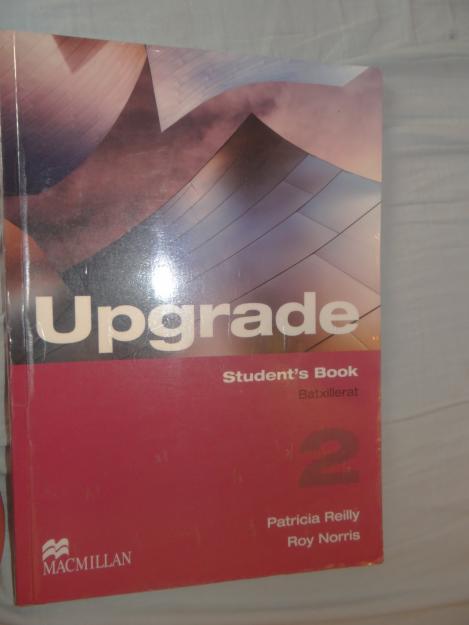 Upgrade
Student's Book
Batxillerat
2
Patricia Reilly
Roy Norris
MACMILLAN